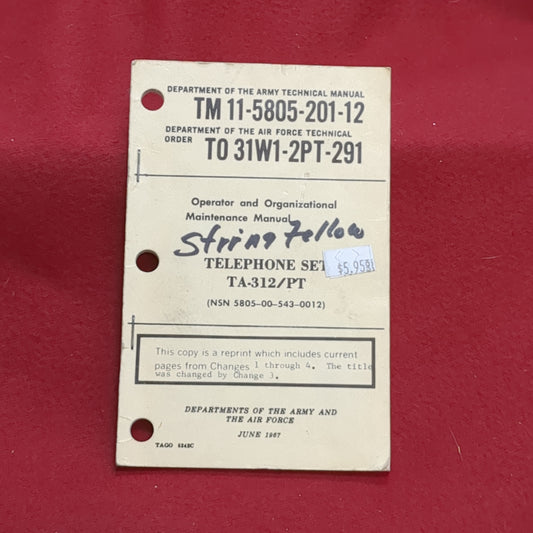 DEPARTMENT OF THE ARMY TECHNICAL MANUAL
TM 11-5805-201-12
DEPARTMENT OF THE AIR FORCE TECHNICAL
ORDER TO 31W1-2PT-291
Operator and Organizational
Maintenance Manual
Stringfellow
TELEPHONE SET
$5.95
TA-312/PT
(NSN 5805-00-543-0012)
This copy is a reprint which includes current
pages from Changes 1 through 4. The title
was changed by Change 3.
DEPARTMENTS OF THE ARMY AND
THE AIR FORCE
JUNE 1967
TAGO 6242C